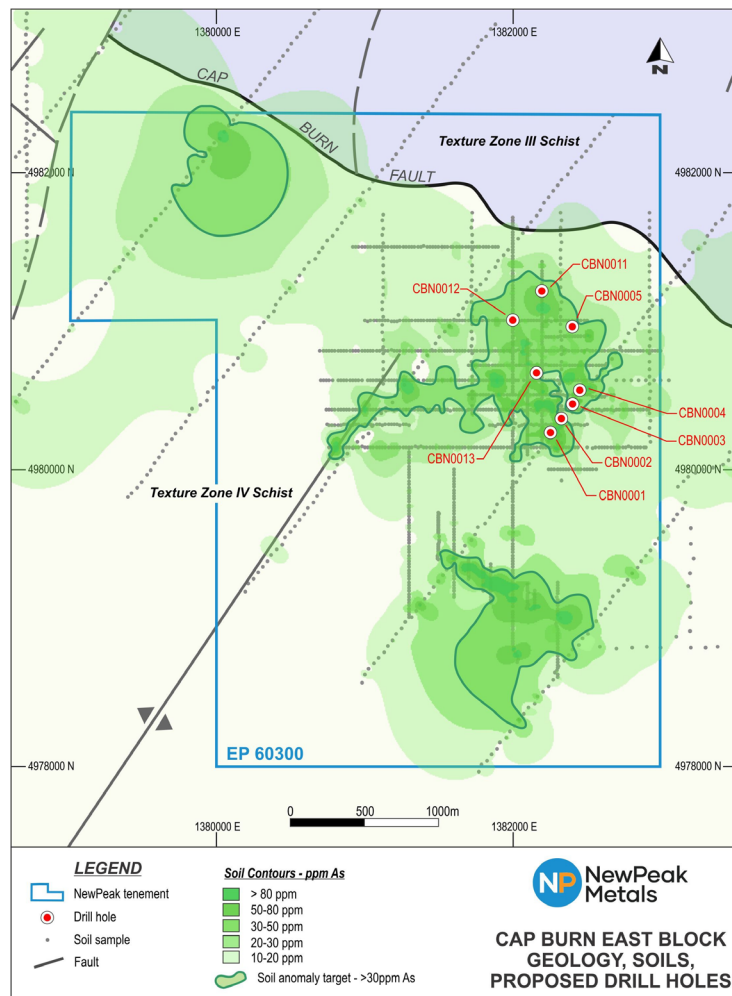 1380000 E
1382000 E
N
CAP BURN FAULT
Texture Zone III Schist
4982000 N
4982000 N
CBN0011
CBN0012
CBN0005
CBN0004
CBN0003
CBN0013
CBN0002
4980000 N
4980000 N
CBN0001
Texture Zone IV Schist
EP 60300
4978000 N
4978000 N
0 500 1000m
1380000 E
1382000 E
LEGEND
NewPeak tenement
Drill hole
Soil sample
Fault
Soil Contours - ppm As
> 80 ppm
50-80 ppm
30-50 ppm
20-30 ppm
10-20 ppm
Soil anomaly target - >30ppm As
NP NewPeak
Metals
CAP BURN EAST BLOCK
GEOLOGY, SOILS,
PROPOSED DRILL HOLES